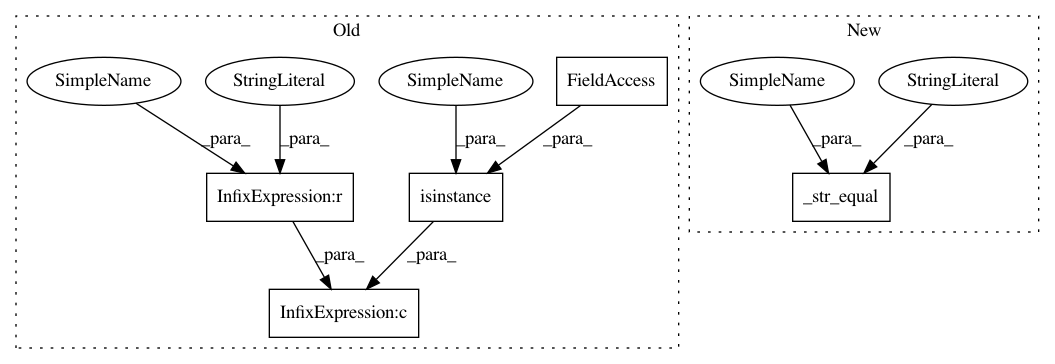 Old
New
SimpleName
StringLiteral
SimpleName
FieldAccess
SimpleName
StringLiteral
_para_
_para_
_para_
_para_
_para_
_para_
InfixExpression:r
isinstance
_str_equal
_para_
_para_
InfixExpression:c